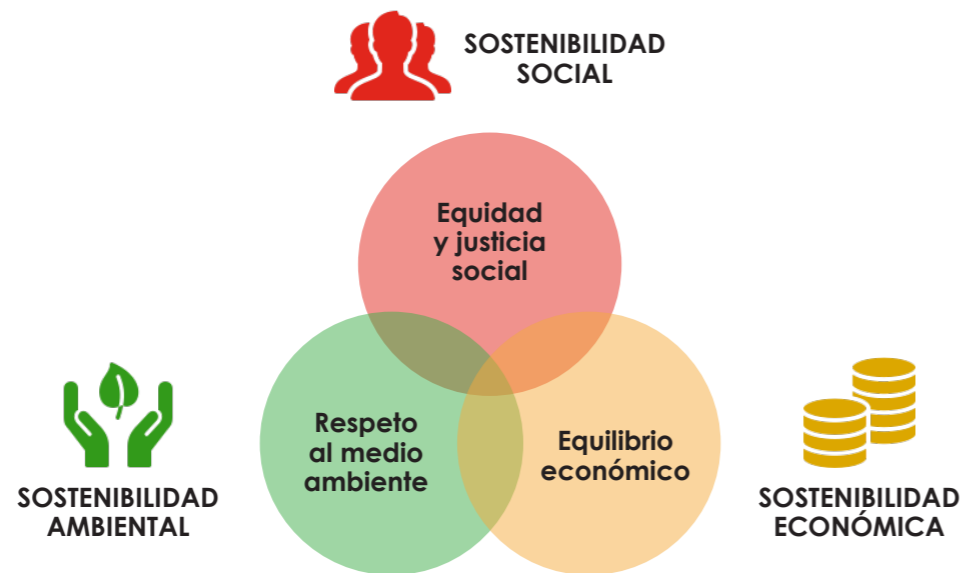 SOSTENIBILIDAD
SOCIAL
Equidad
y justicia
social
Respeto
al medio
ambiente
Equilibrio
económico
SOSTENIBILIDAD
AMBIENTAL
SOSTENIBILIDAD
ECONÓMICA